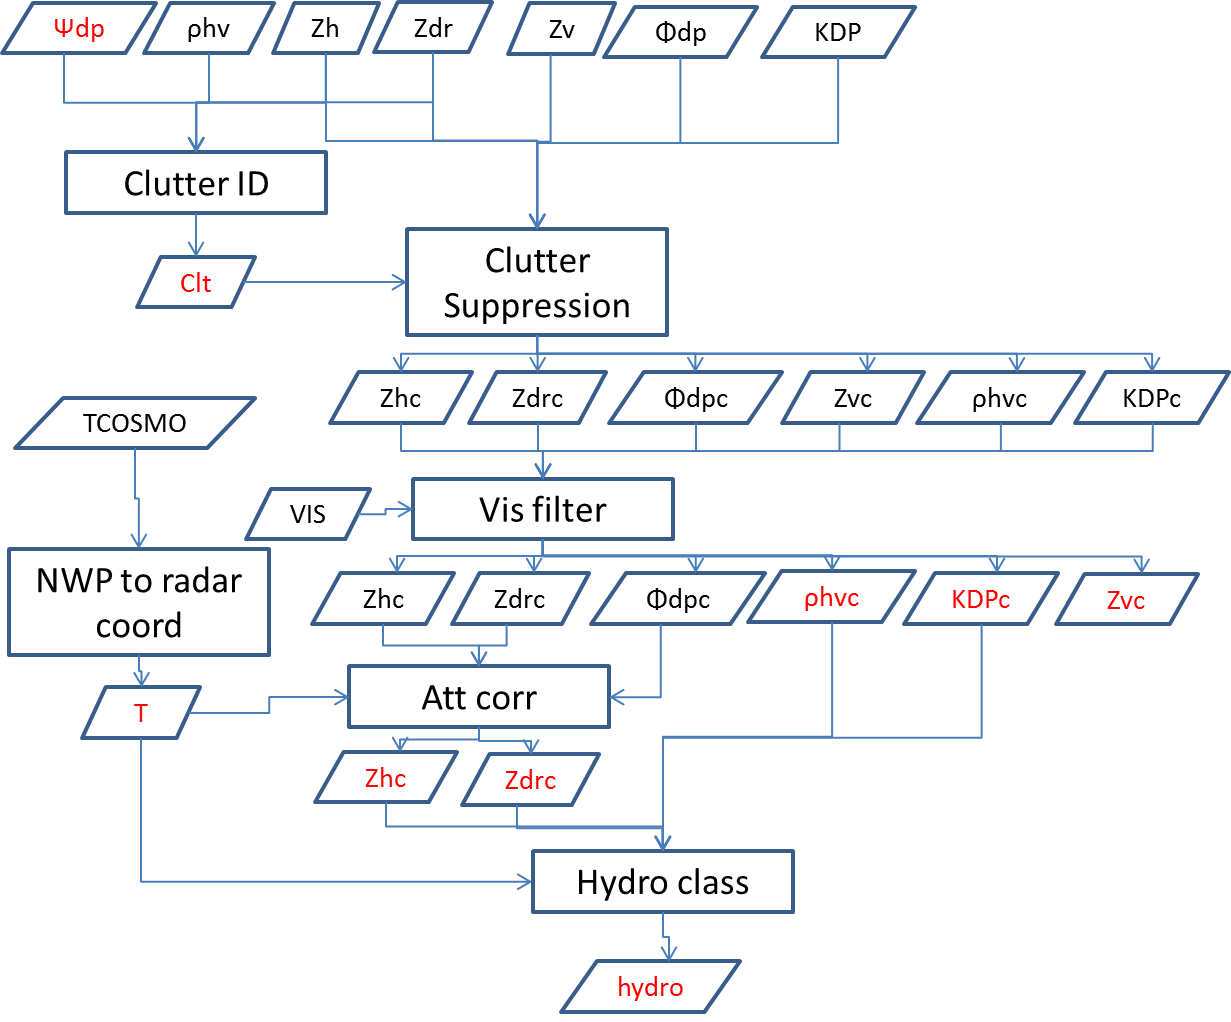 Ψdp
ρhv
Zh
Zdr
Zv
Φdp
KDP
Clutter ID
Clt
Clutter
Suppression
Zhc
Zdrc
Φdpc
Zvc
ρhvc
KDPc
TCOSMO
VIS
Vis filter
NWP to radar
coord
Zhc
Zdrc
Φdpc
ρhvc
KDPc
Zvc
T
Att corr
Zhc
Zdrc
Hydro class
hydro